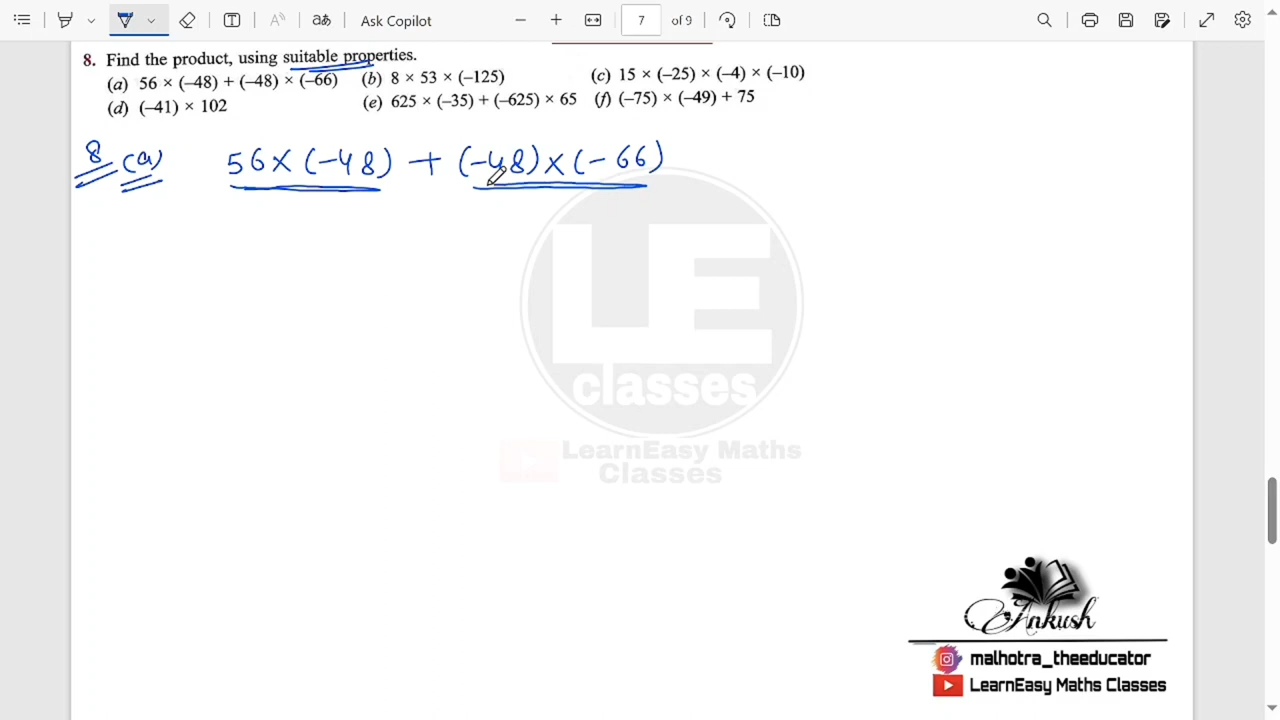 Ask Copilot
7 of 9
8. Find the product, using suitable properties.
(a) 56 × (–48) + (–48) × (–66) (b) 8 × 53 × (–125) (c) 15 × (–25) × (–4) × (–10)
(d) (–41) × 102 (e) 625 × (–35) + (–625) × 65 (f) (–75) × (–49) + 75
8 (a) 56 × (-48) + (-48) × (-66)
LE
classes
LearnEasy Maths
Classes
Ankush
malhotra_theeducator
LearnEasy Maths Classes